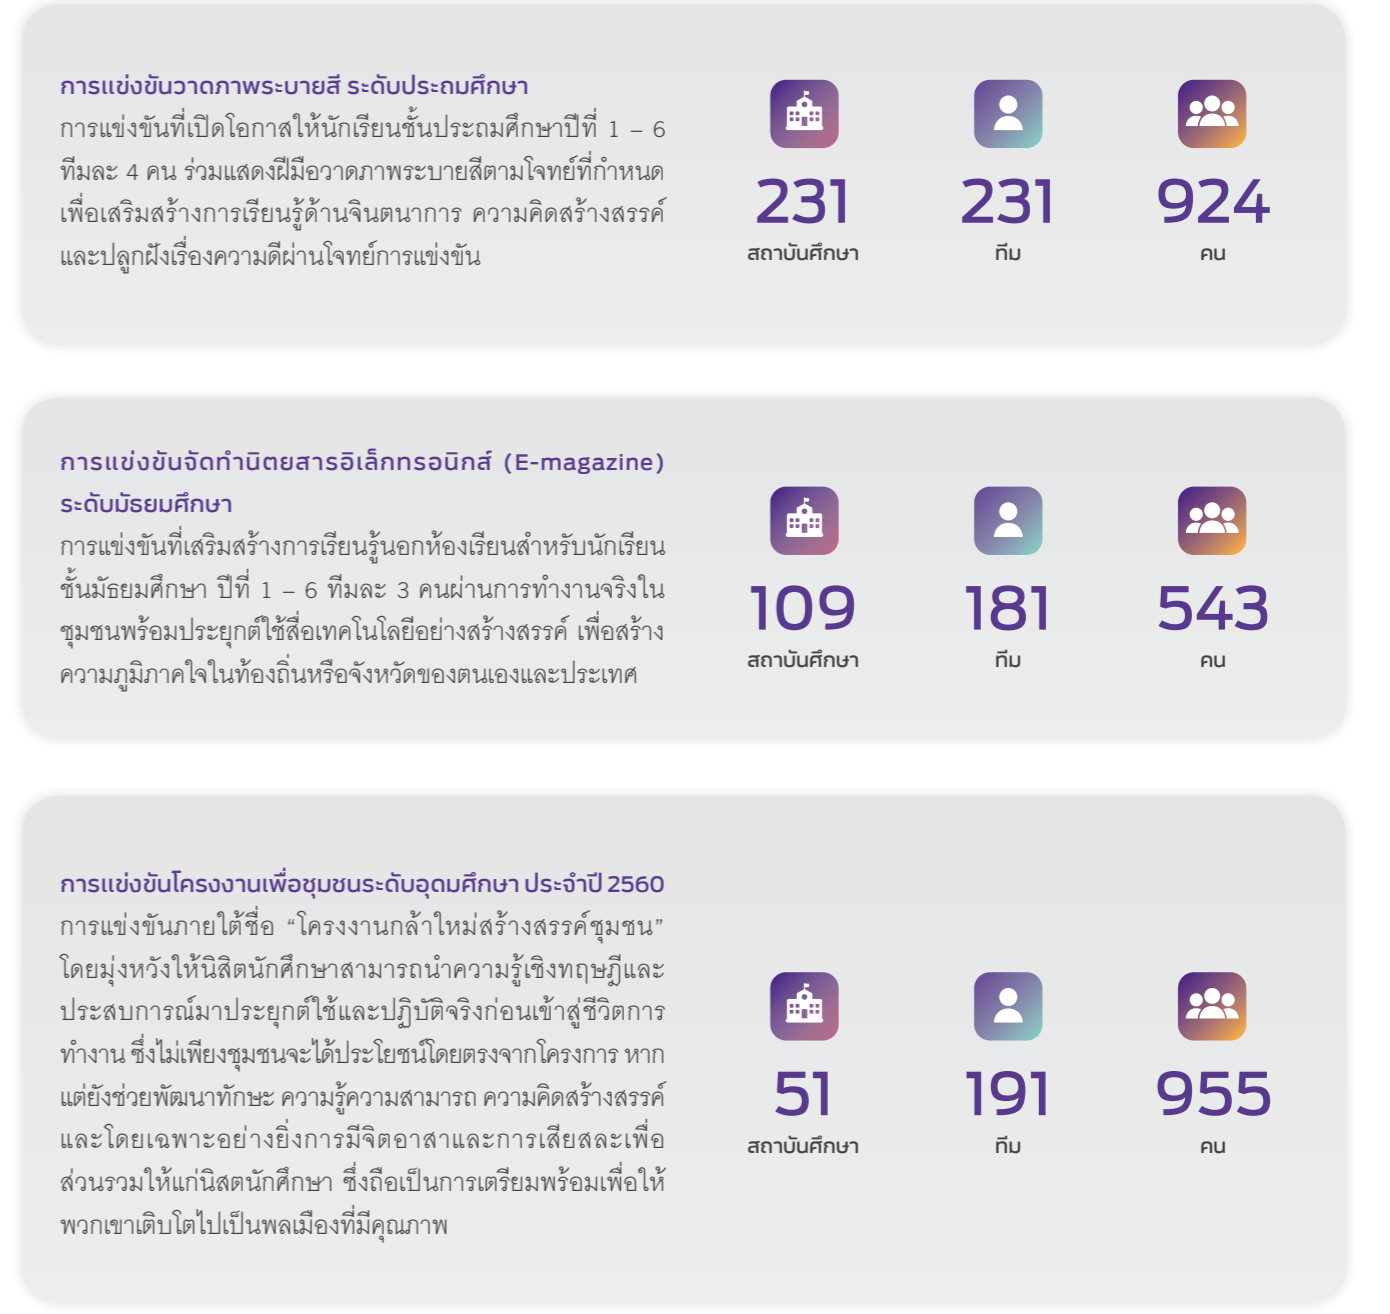 การแข่งขันวาดภาพระบายสี ระดับประถมศึกษา
การแข่งขันที่เปิดโอกาสให้นักเรียนชั้นประถมศึกษาปีที่ 1 – 6
ทีมละ 4 คน ร่วมแสดงฝีมือวาดภาพระบายสีตามโจทย์ที่กำหนด
เพื่อเสริมสร้างการเรียนรู้ด้านจินตนาการ ความคิดสร้างสรรค์
และปลูกฝังเรื่องความดีผ่านโจทย์การแข่งขัน
231 231 924
สถาบันศึกษา ทีม คน
การแข่งขันจัดทำนิตยสารอิเล็กทรอนิกส์ (E-magazine)
ระดับมัธยมศึกษา
การแข่งขันที่เสริมสร้างการเรียนรู้นอกห้องเรียนสำหรับนักเรียน
ชั้นมัธยมศึกษา ปีที่ 1 – 6 ทีมละ 3 คนผ่านการทำงานจริงใน
ชุมชนพร้อมประยุกต์ใช้สื่อเทคโนโลยีอย่างสร้างสรรค์ เพื่อสร้าง
ความภูมิภาคใจในท้องถิ่นหรือจังหวัดของตนเองและประเทศ
109 181 543
สถาบันศึกษา ทีม คน
การแข่งขันโครงงานเพื่อชุมชนระดับอุดมศึกษา ประจำปี 2560
การแข่งขันภายใต้ชื่อ “โครงงานกล้าใหม่สร้างสรรค์ชุมชน”
โดยมุ่งหวังให้นิสิตนักศึกษาสามารถนำความรู้เชิงทฤษฎีและ
ประสบการณ์มาประยุกต์ใช้และปฏิบัติจริงก่อนเข้าสู่ชีวิตการ
ทำงาน ซึ่งไม่เพียงชุมชนจะได้ประโยชน์โดยตรงจากโครงการ หาก
แต่ยังช่วยพัฒนาทักษะ ความรู้ความสามารถ ความคิดสร้างสรรค์
และโดยเฉพาะอย่างยิ่งการมีจิตอาสาและการเสียสละเพื่อ
ส่วนรวมให้แก่นิสตนักศึกษา ซึ่งถือเป็นการเตรียมพร้อมเพื่อให้
พวกเขาเติบโตไปเป็นพลเมืองที่มีคุณภาพ
51 191 955
สถาบันศึกษา ทีม คน